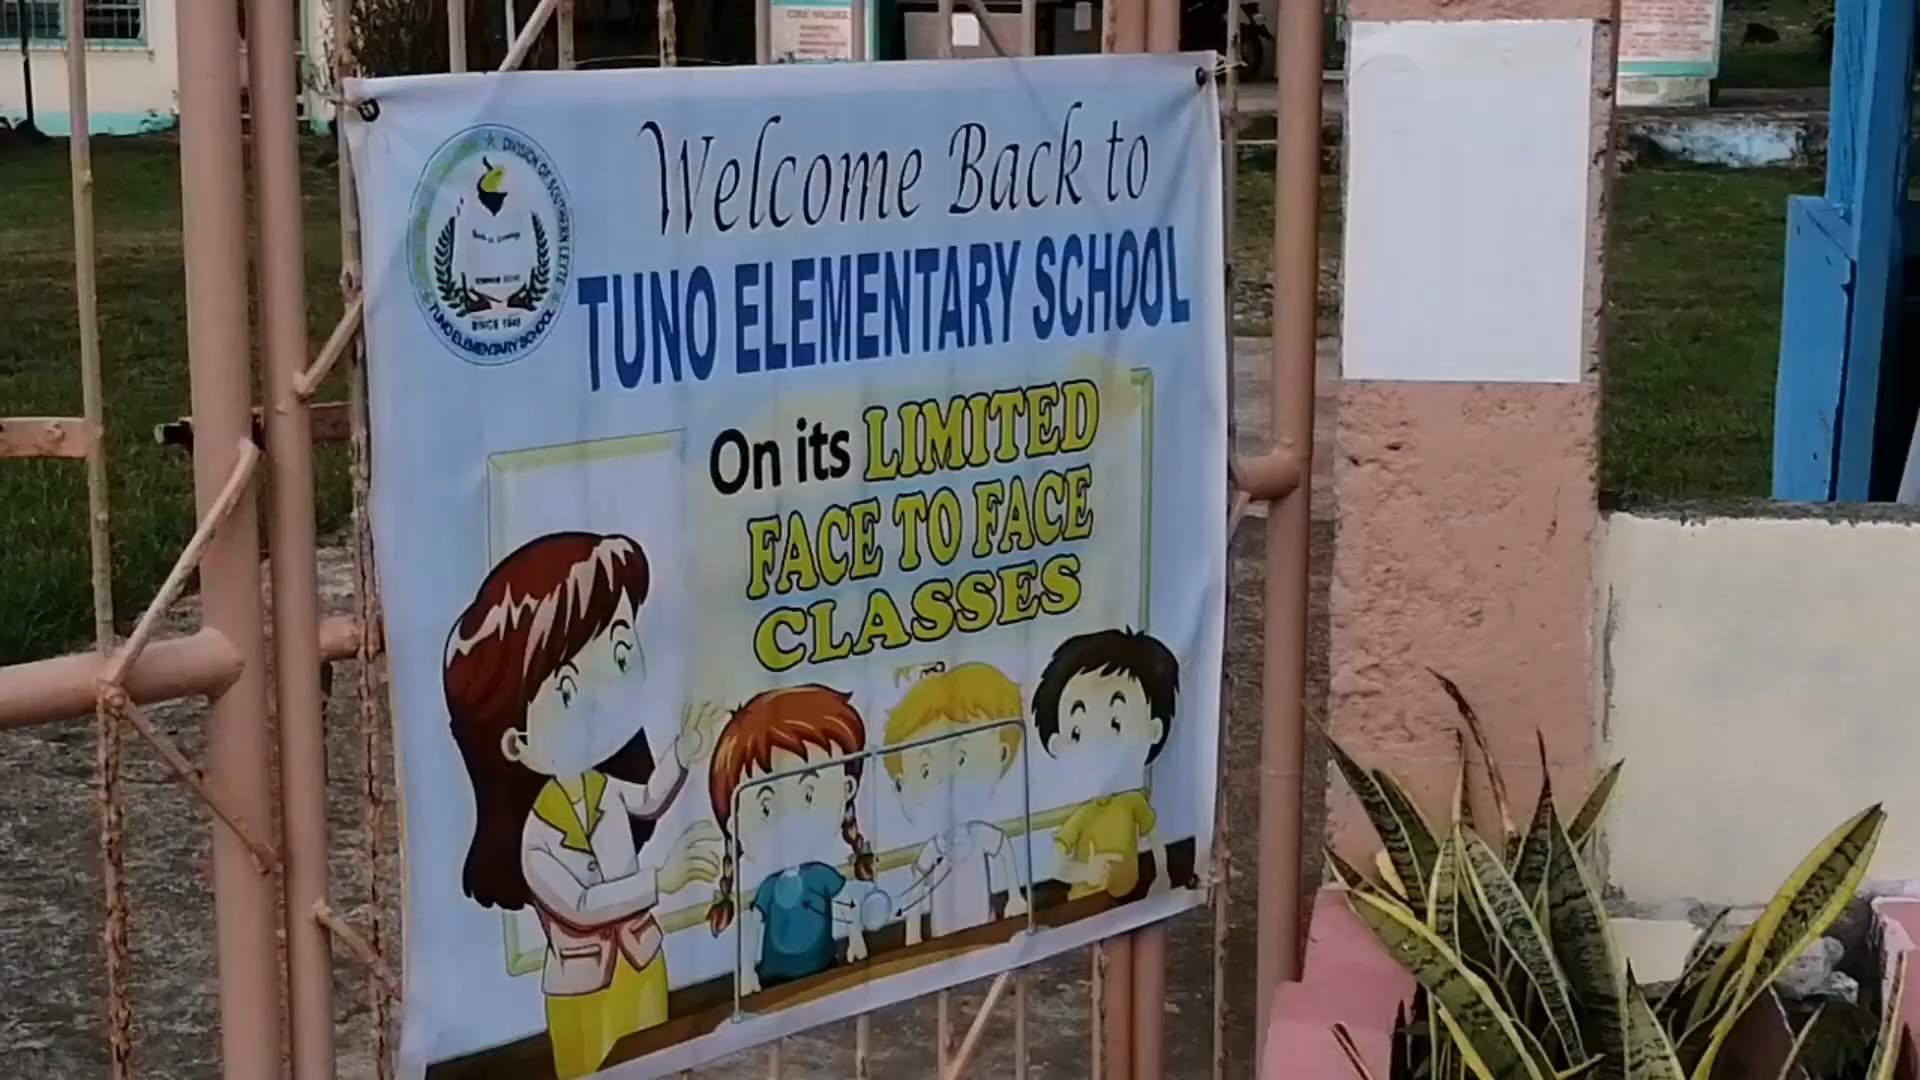 Welcome Back to
TUNO ELEMENTARY SCHOOL
On its LIMITED
FACE TO FACE
CLASSES
DIVISION OF SOUTHERN LEYTE
SINCE
TUNO ELEMENTARY SCHOOL